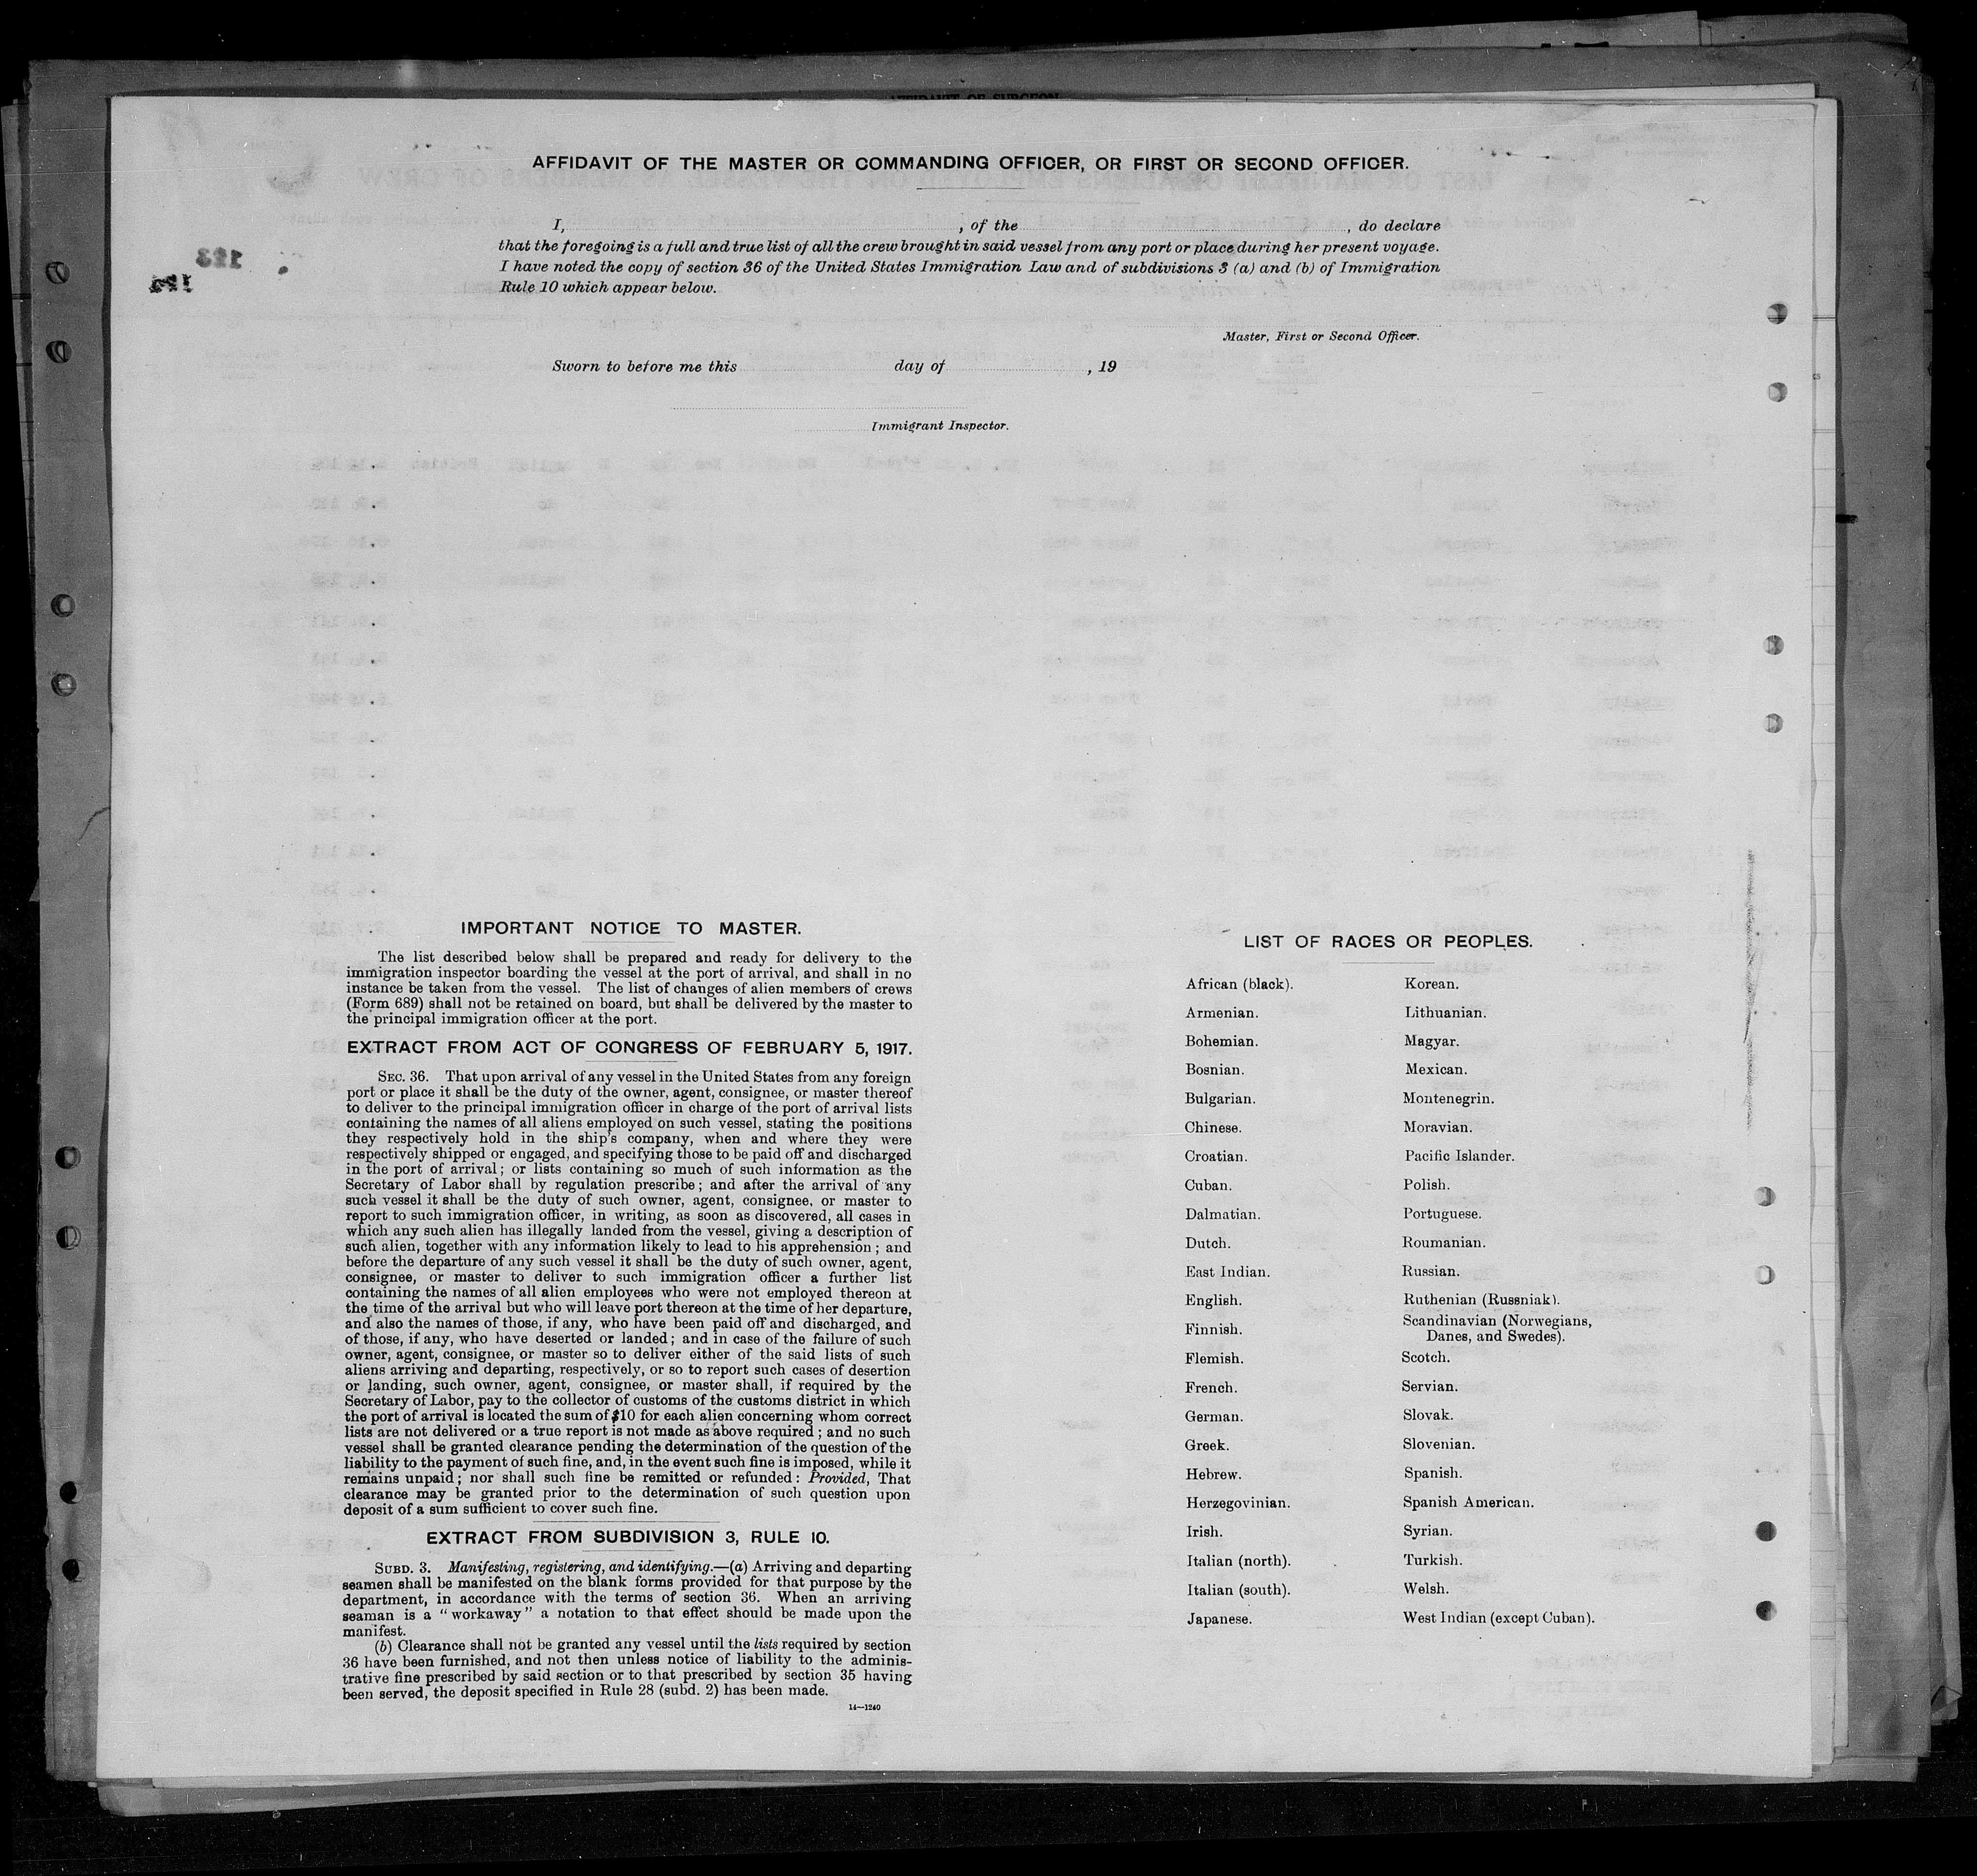 AFFIDAVIT OF THE MASTER OR COMMANDING OFFICER, OR FIRST OR SECOND OFFICER.
I, , of the , do declare
that the foregoing is a full and true list of all the crew brought in said vessel from any port or place during her present voyage.
I have noted the copy of section 36 of the United States Immigration Law and of subdivisions 3 (a) and (b) of Immigration
Rule 10 which appear below.
Master, First or Second Officer.
Sworn to before me this day of , 19
Immigrant Inspector.
IMPORTANT NOTICE TO MASTER.
The list described below shall be prepared and ready for delivery to the
immigration inspector boarding the vessel at the port of arrival, and shall in no
instance be taken from the vessel. The list of changes of alien members of crews
(Form 689) shall not be retained on board, but shall be delivered by the master to
the principal immigration officer at the port.
EXTRACT FROM ACT OF CONGRESS OF FEBRUARY 5, 1917.
SEC. 36. That upon arrival of any vessel in the United States from any foreign
port or place it shall be the duty of the owner, agent, consignee, or master thereof
to deliver to the principal immigration officer in charge of the port of arrival lists
containing the names of all aliens employed on such vessel, stating the positions
they respectively hold in the ship's company, when and where they were
respectively shipped or engaged, and specifying those to be paid off and discharged
in the port of arrival; or lists containing so much of such information as the
Secretary of Labor shall by regulation prescribe; and after the arrival of any
such vessel it shall be the duty of such owner, agent, consignee, or master to
report to such immigration officer, in writing, as soon as discovered, all cases in
which any such alien has illegally landed from the vessel, giving a description of
such alien, together with any information likely to lead to his apprehension; and
before the departure of any such vessel it shall be the duty of such owner, agent,
consignee, or master to deliver to such immigration officer a further list
containing the names of all alien employees who were not employed thereon at
the time of the arrival but who will leave port thereon at the time of her departure,
and also the names of those, if any, who have been paid off and discharged, and
of those, if any, who have deserted or landed; and in case of the failure of such
owner, agent, consignee, or master so to deliver either of the said lists of such
aliens arriving and departing, respectively, or so to report such cases of desertion
or landing, such owner, agent, consignee, or master shall, if required by the
Secretary of Labor, pay to the collector of customs of the customs district in which
the port of arrival is located the sum of $10 for each alien concerning whom correct
lists are not delivered or a true report is not made as above required; and no such
vessel shall be granted clearance pending the determination of the question of the
liability to the payment of such fine, and, in the event such fine is imposed, while it
remains unpaid; nor shall such fine be remitted or refunded: Provided, That
clearance may be granted prior to the determination of such question upon
deposit of a sum sufficient to cover such fine.
EXTRACT FROM SUBDIVISION 3, RULE 10.
SUBD. 3. Manifesting, registering, and identifying.—(a) Arriving and departing
seamen shall be manifested on the blank forms provided for that purpose by the
department, in accordance with the terms of section 36. When an arriving
seaman is a "workaway" a notation to that effect should be made upon the
manifest.
(b) Clearance shall not be granted any vessel until the lists required by section
36 have been furnished, and not then unless notice of liability to the adminis-
trative fine prescribed by said section or to that prescribed by section 35 having
been served, the deposit specified in Rule 28 (subd. 2) has been made.
14—1240
LIST OF RACES OR PEOPLES.
African (black).
Armenian.
Bohemian.
Bosnian.
Bulgarian.
Chinese.
Croatian.
Cuban.
Dalmatian.
Dutch.
East Indian.
English.
Finnish.
Flemish.
French.
German.
Greek.
Hebrew.
Herzegovinian.
Irish.
Italian (north).
Italian (south).
Japanese.
Korean.
Lithuanian.
Magyar.
Mexican.
Montenegrin.
Moravian.
Pacific Islander.
Polish.
Portuguese.
Roumanian.
Russian.
Ruthenian (Russniak).
Scandinavian (Norwegians,
Danes, and Swedes).
Scotch.
Servian.
Slovak.
Slovenian.
Spanish.
Spanish American.
Syrian.
Turkish.
Welsh.
West Indian (except Cuban).